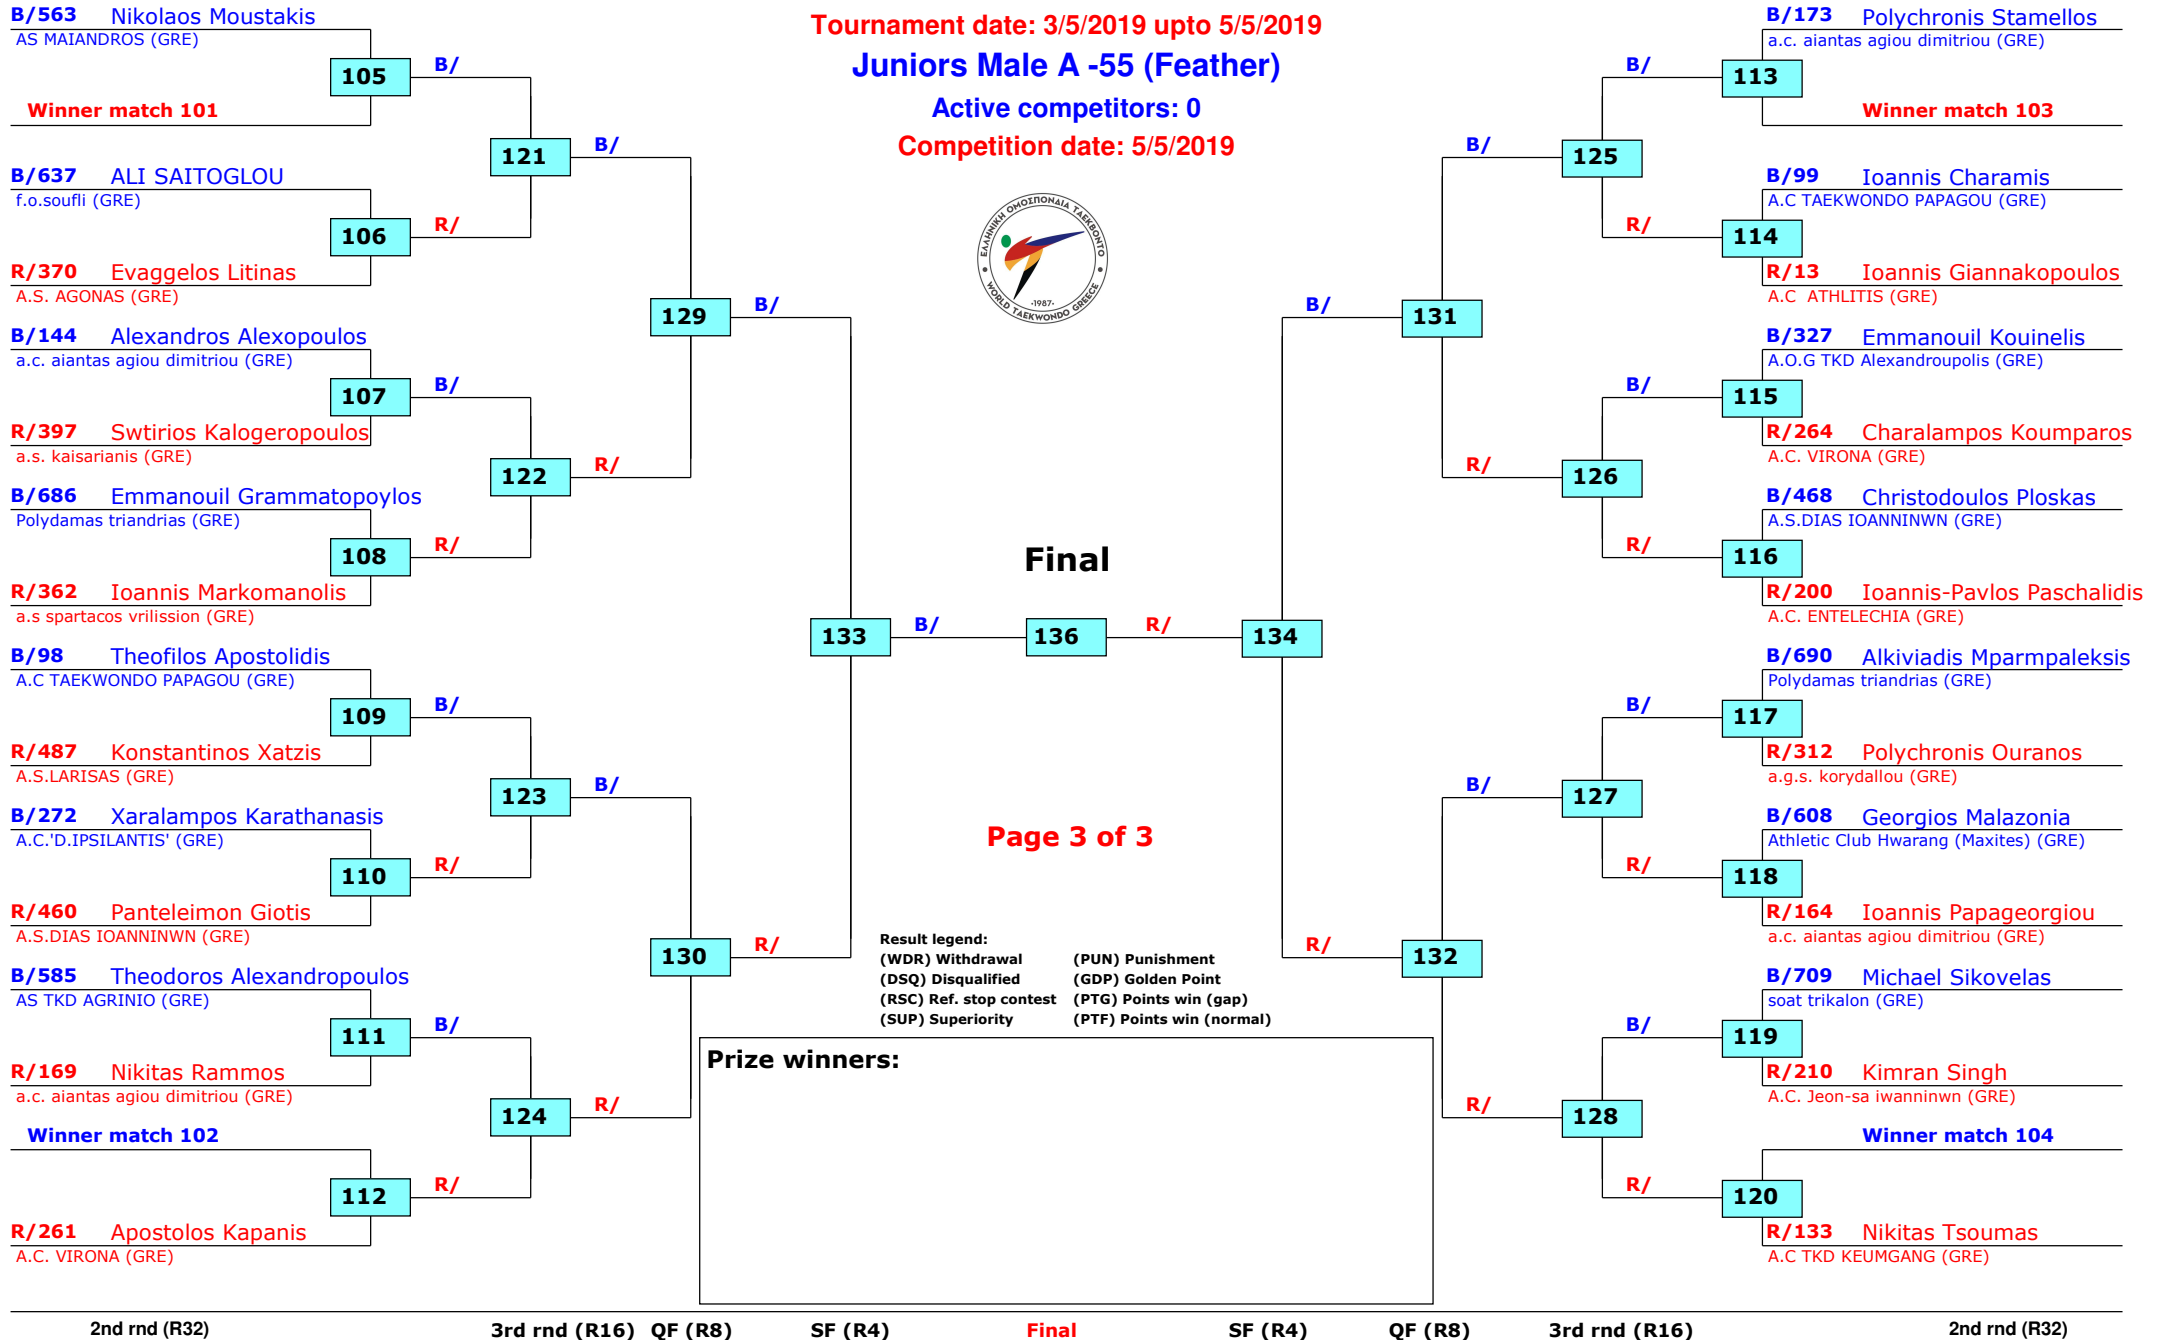 Tournament date: 3/5/2019 upto 5/5/2019
Juniors Male A -55 (Feather)
Active competitors: 0
Competition date: 5/5/2019
ΕΛΛΗΝΙΚΗ ΟΜΟΣΠΟΝΔΙΑ ΤΑΕΚΒΟΝΤΟ
WORLD TAEKWONDO GREECE
·1987·
B/563 Nikolaos Moustakis
AS MAIANDROS (GRE)
105
B/
Winner match 101
121
B/
B/637 ALI SAITOGLOU
f.o.soufli (GRE)
106
R/
R/370 Evaggelos Litinas
A.S. AGONAS (GRE)
129
B/
B/144 Alexandros Alexopoulos
a.c. aiantas agiou dimitriou (GRE)
107
B/
R/397 Swtirios Kalogeropoulos
a.s. kaisarianis (GRE)
122
R/
B/686 Emmanouil Grammatopoylos
Polydamas triandrias (GRE)
108
R/
R/362 Ioannis Markomanolis
a.s spartacos vrilission (GRE)
133
B/
B/98 Theofilos Apostolidis
A.C TAEKWONDO PAPAGOU (GRE)
109
B/
R/487 Konstantinos Xatzis
A.S.LARISAS (GRE)
123
B/
B/272 Xaralampos Karathanasis
A.C.'D.IPSILANTIS' (GRE)
110
R/
R/460 Panteleimon Giotis
A.S.DIAS IOANNINWN (GRE)
130
R/
B/585 Theodoros Alexandropoulos
AS TKD AGRINIO (GRE)
111
B/
R/169 Nikitas Rammos
a.c. aiantas agiou dimitriou (GRE)
124
R/
Winner match 102
112
R/
R/261 Apostolos Kapanis
A.C. VIRONA (GRE)
Final
136
R/
Page 3 of 3
Result legend:
(WDR) Withdrawal (PUN) Punishment
(DSQ) Disqualified (GDP) Golden Point
(RSC) Ref. stop contest (PTG) Points win (gap)
(SUP) Superiority (PTF) Points win (normal)
Prize winners:
B/173 Polychronis Stamellos
a.c. aiantas agiou dimitriou (GRE)
B/
113
Winner match 103
B/
125
B/99 Ioannis Charamis
A.C TAEKWONDO PAPAGOU (GRE)
R/
114
R/13 Ioannis Giannakopoulos
A.C ATHLITIS (GRE)
B/
131
B/327 Emmanouil Kouinelis
A.O.G TKD Alexandroupolis (GRE)
B/
115
R/264 Charalampos Koumparos
A.C. VIRONA (GRE)
R/
126
B/468 Christodoulos Ploskas
A.S.DIAS IOANNINWN (GRE)
R/
116
R/200 Ioannis-Pavlos Paschalidis
A.C. ENTELECHIA (GRE)
134
B/690 Alkiviadis Mparmpaleksis
Polydamas triandrias (GRE)
B/
117
R/312 Polychronis Ouranos
a.g.s. korydallou (GRE)
B/
127
B/608 Georgios Malazonia
Athletic Club Hwarang (Maxites) (GRE)
R/
118
R/164 Ioannis Papageorgiou
a.c. aiantas agiou dimitriou (GRE)
R/
132
B/709 Michael Sikovelas
soat trikalon (GRE)
B/
119
R/210 Kimran Singh
A.C. Jeon-sa iwanninwn (GRE)
R/
128
Winner match 104
R/
120
R/133 Nikitas Tsoumas
A.C TKD KEUMGANG (GRE)
2nd rnd (R32) 3rd rnd (R16) QF (R8) SF (R4) Final SF (R4) QF (R8) 3rd rnd (R16) 2nd rnd (R32)